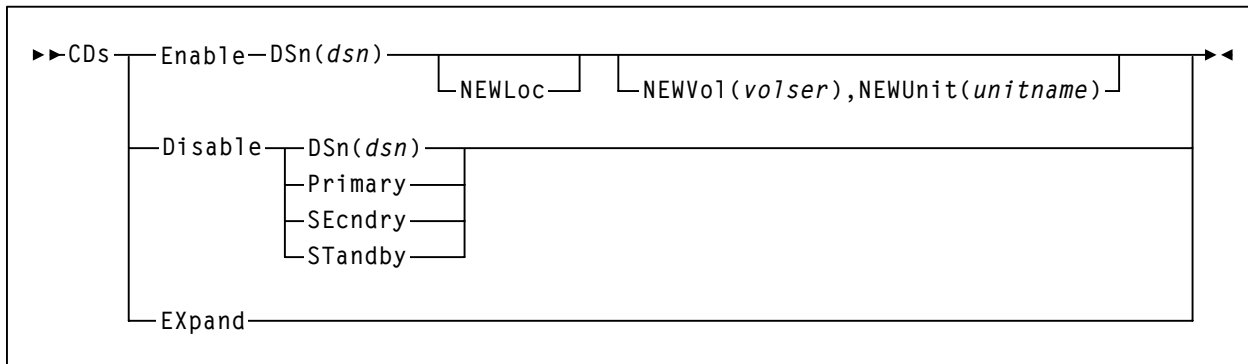 CDs Enable DSn(dsn)
NEWLoc NEWVol(volser),NEWUnit(unitname)
Disable DSn(dsn)
Primary
SEcndry
STandby
EXpand